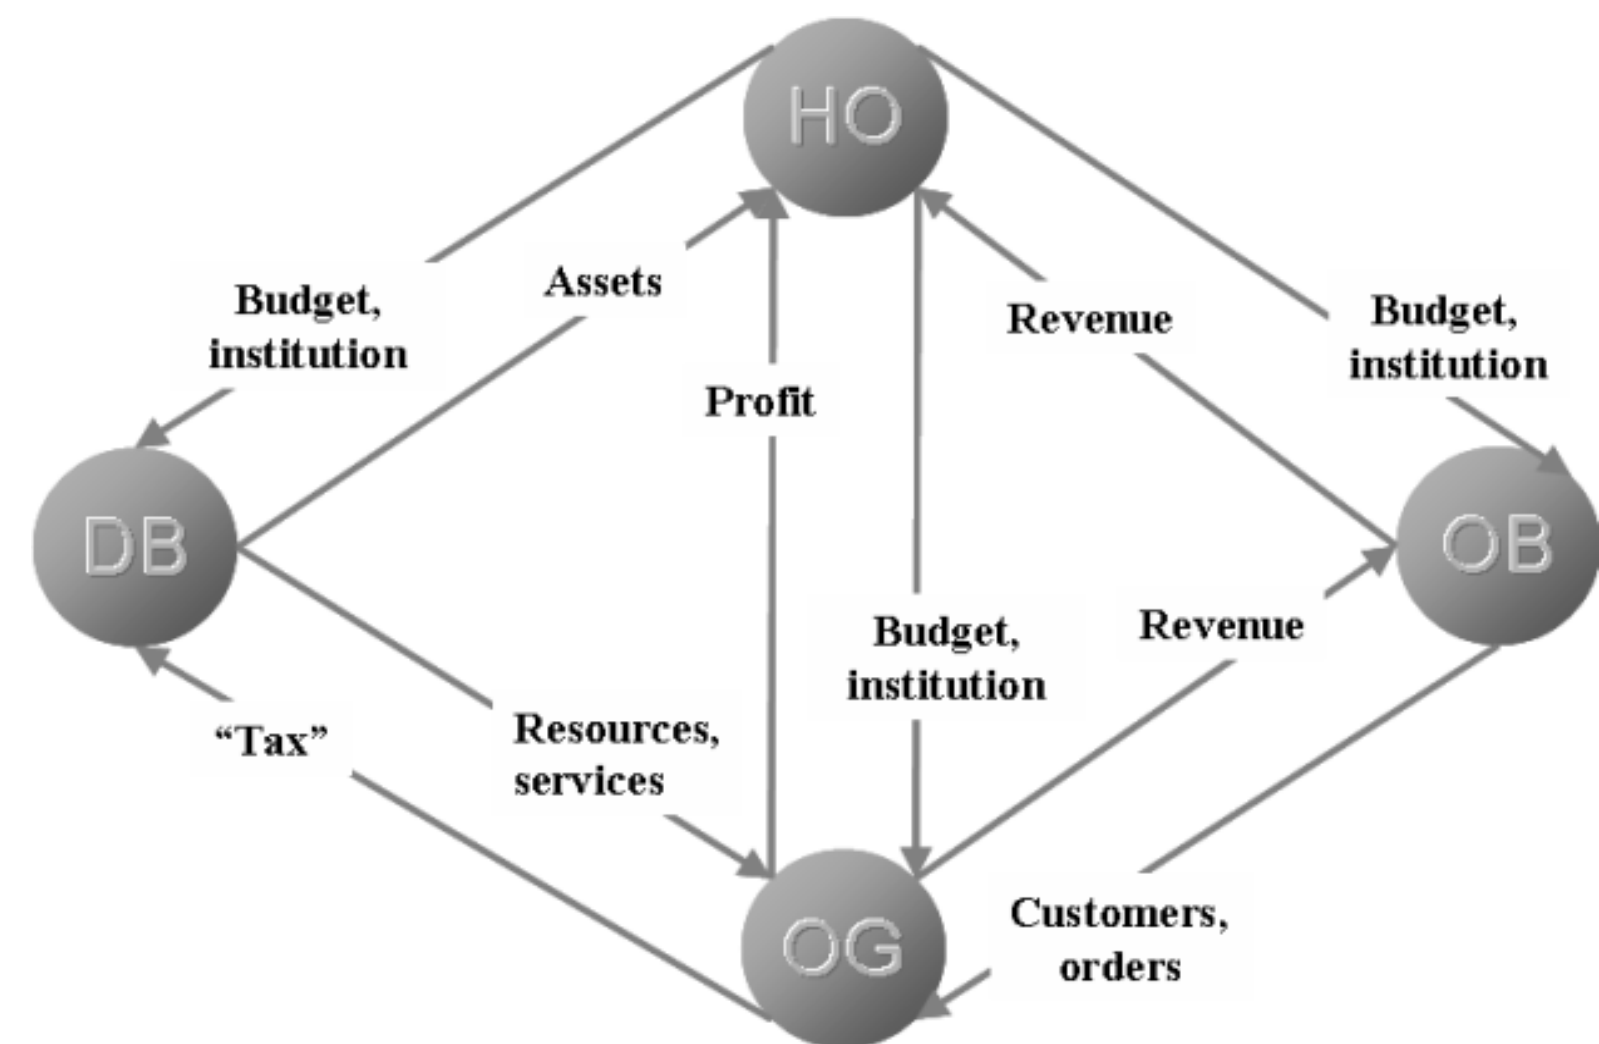 HO
Assets
Budget,
institution
Revenue
Budget,
institution
Profit
DB
OB
Budget,
institution
Revenue
“Tax”
Resources,
services
OG
Customers,
orders